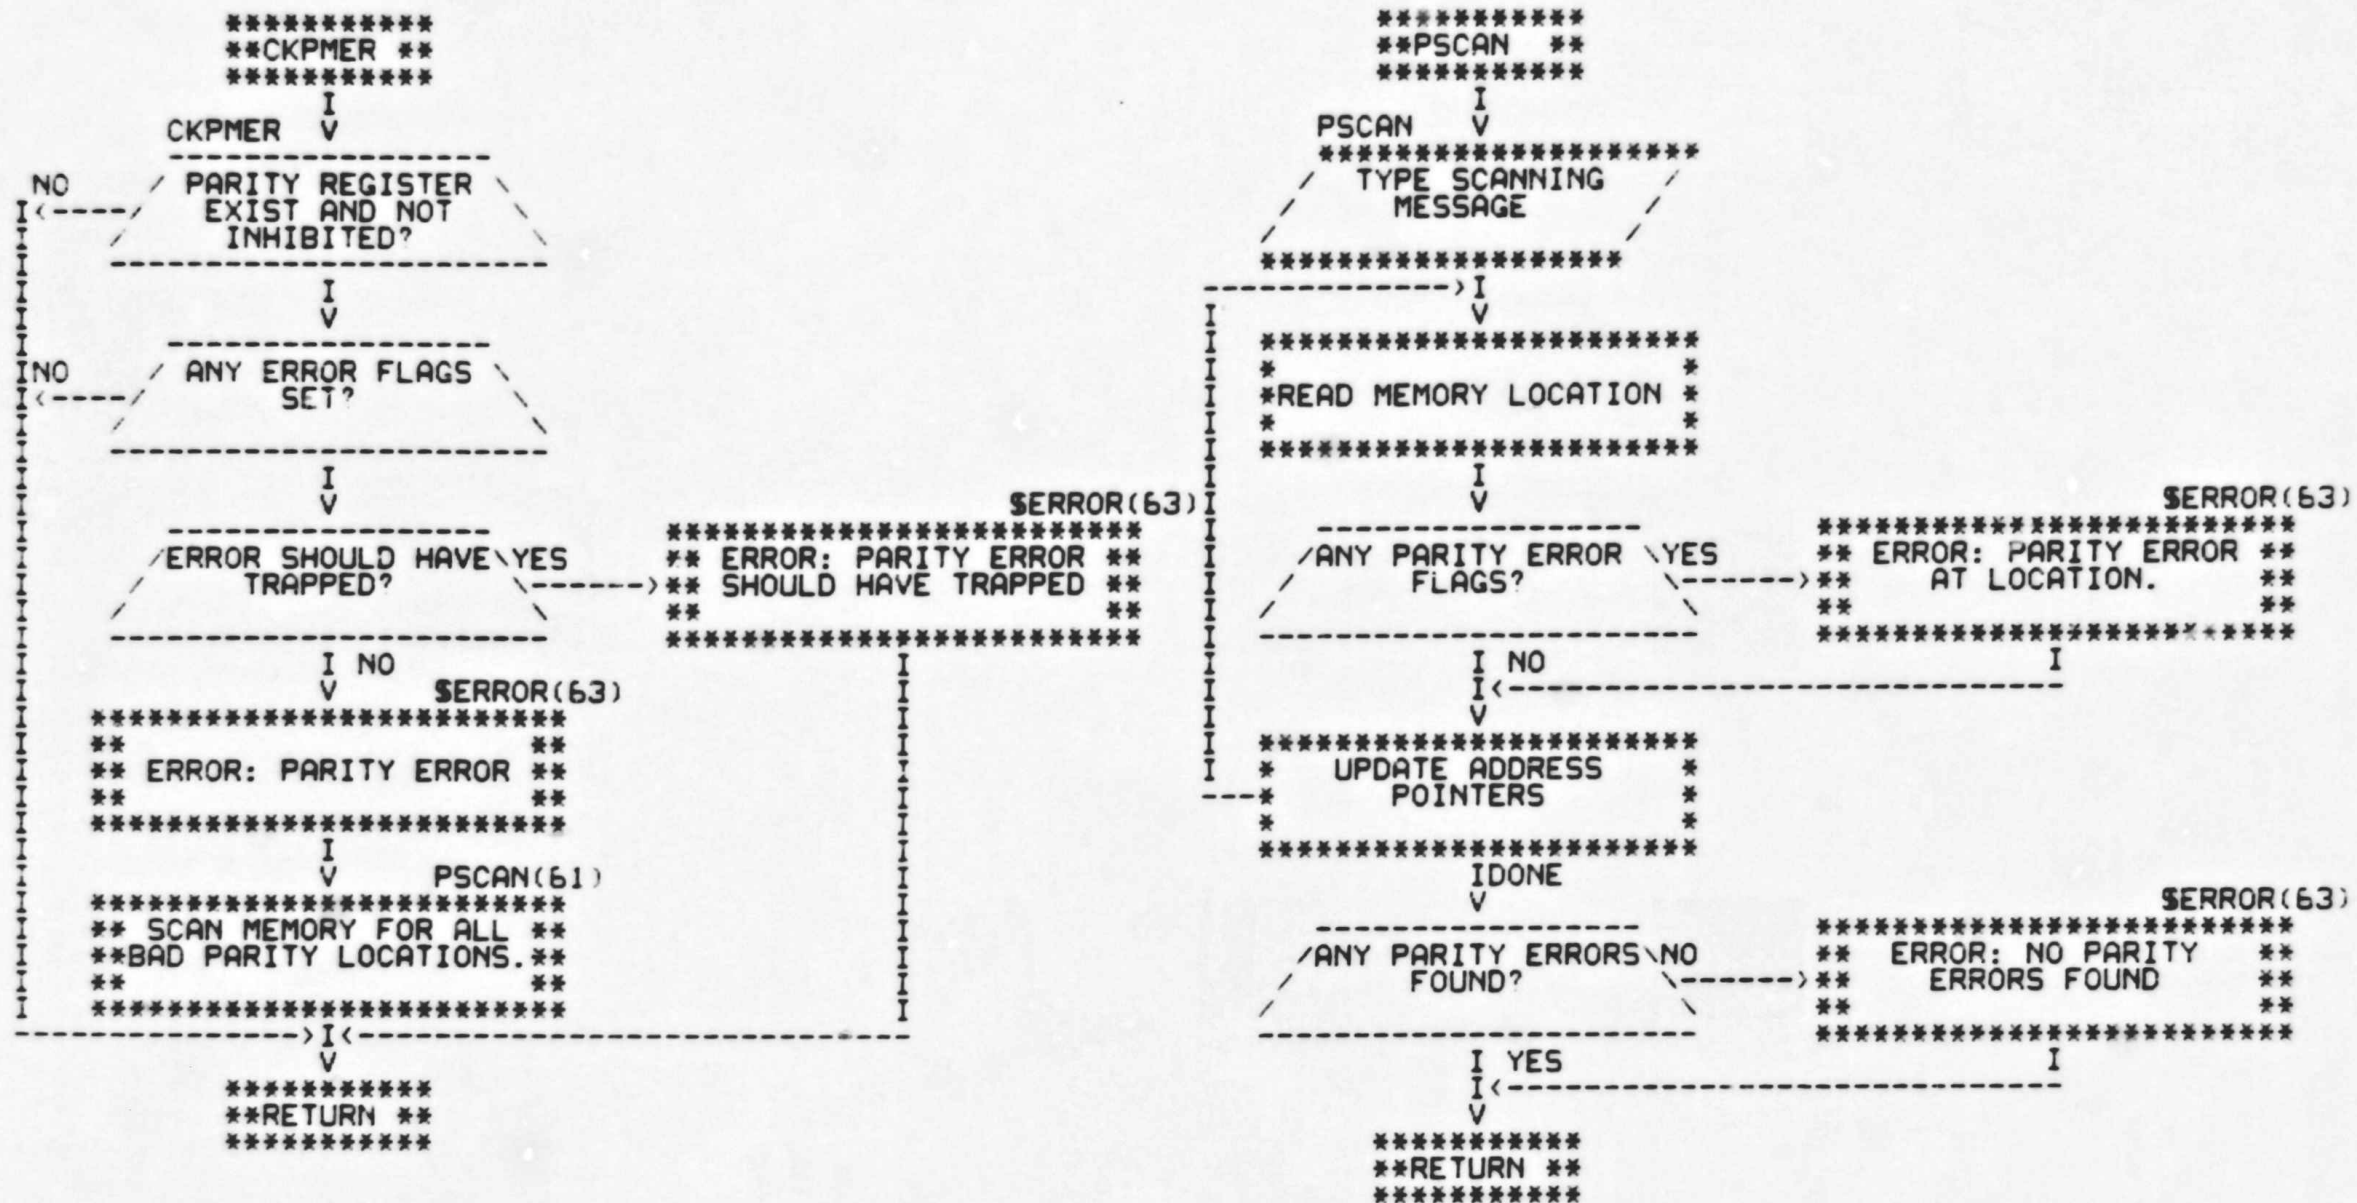 **CKPMER **
CKPMER
PARITY REGISTER
EXIST AND NOT
INHIBITED?
NO
ANY ERROR FLAGS
SET?
NO
ERROR SHOULD HAVE
TRAPPED?
YES
$ERROR(63)
** ERROR: PARITY ERROR **
** SHOULD HAVE TRAPPED **
NO
$ERROR(63)
** ERROR: PARITY ERROR **
PSCAN(61)
** SCAN MEMORY FOR ALL **
**BAD PARITY LOCATIONS.**
**RETURN **
**PSCAN **
PSCAN
TYPE SCANNING
MESSAGE
*READ MEMORY LOCATION *
ANY PARITY ERROR
FLAGS?
YES
$ERROR(63)
** ERROR: PARITY ERROR **
** AT LOCATION. **
NO
* UPDATE ADDRESS *
* POINTERS *
DONE
ANY PARITY ERRORS
FOUND?
NO
$ERROR(63)
** ERROR: NO PARITY **
** ERRORS FOUND **
YES
**RETURN **